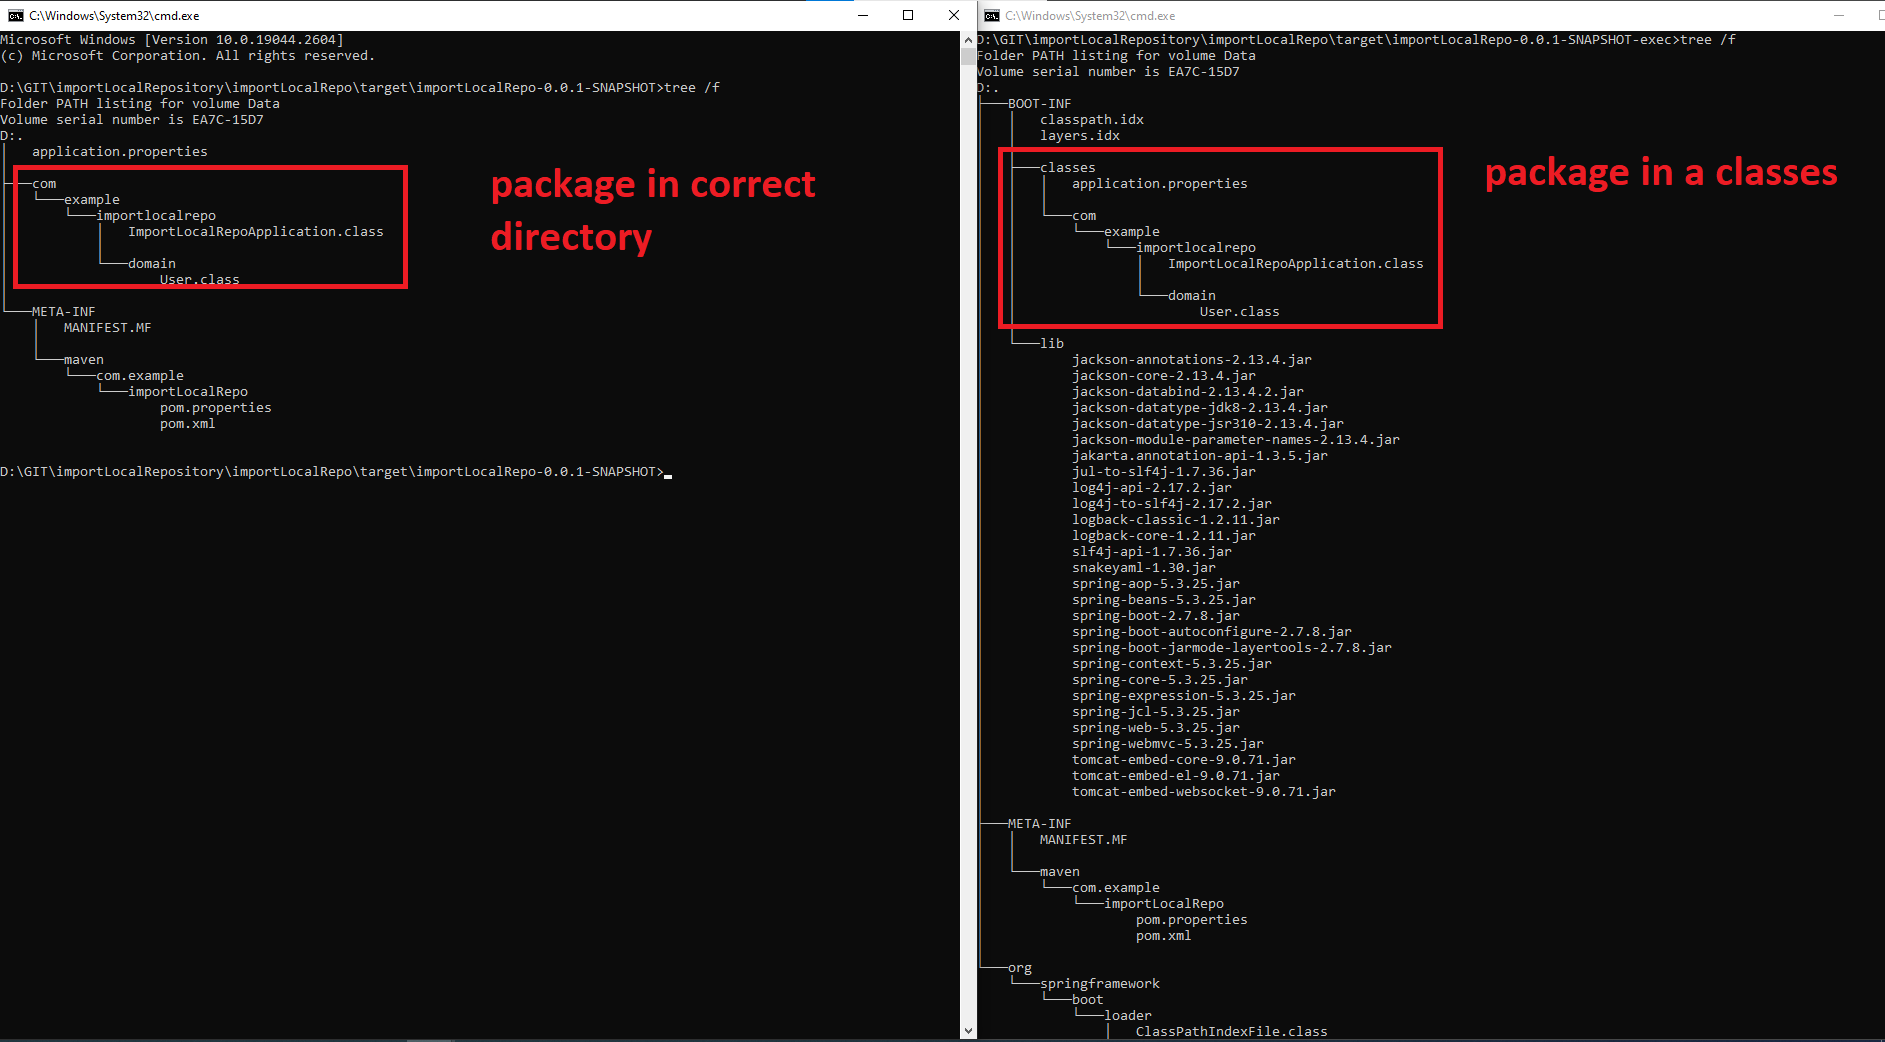 C:\Windows\System32\cmd.exe
Microsoft Windows [Version 10.0.19044.2604]
(c) Microsoft Corporation. All rights reserved.
D:\GIT\importLocalRepository\importLocalRepo\target\importLocalRepo-0.0.1-SNAPSHOT>tree /f
Folder PATH listing for volume Data
Volume serial number is EA7C-15D7
D:.
application.properties
com
example
importlocalrepo
ImportLocalRepoApplication.class
domain
User.class
META-INF
MANIFEST.MF
maven
com.example
importLocalRepo
pom.properties
pom.xml
D:\GIT\importLocalRepository\importLocalRepo\target\importLocalRepo-0.0.1-SNAPSHOT>
package in correct
directory
C:\Windows\System32\cmd.exe
D:\GIT\importLocalRepository\importLocalRepo\target\importLocalRepo-0.0.1-SNAPSHOT-exec>tree /f
Folder PATH listing for volume Data
Volume serial number is EA7C-15D7
D:.
BOOT-INF
classpath.idx
layers.idx
classes
application.properties
com
example
importlocalrepo
ImportLocalRepoApplication.class
domain
User.class
lib
jackson-annotations-2.13.4.jar
jackson-core-2.13.4.jar
jackson-databind-2.13.4.2.jar
jackson-datatype-jdk8-2.13.4.jar
jackson-datatype-jsr310-2.13.4.jar
jackson-module-parameter-names-2.13.4.jar
jakarta.annotation-api-1.3.5.jar
jul-to-slf4j-1.7.36.jar
log4j-api-2.17.2.jar
log4j-to-slf4j-2.17.2.jar
logback-classic-1.2.11.jar
logback-core-1.2.11.jar
slf4j-api-1.7.36.jar
snakeyaml-1.30.jar
spring-aop-5.3.25.jar
spring-beans-5.3.25.jar
spring-boot-2.7.8.jar
spring-boot-autoconfigure-2.7.8.jar
spring-boot-jarmode-layertools-2.7.8.jar
spring-context-5.3.25.jar
spring-core-5.3.25.jar
spring-expression-5.3.25.jar
spring-jcl-5.3.25.jar
spring-web-5.3.25.jar
spring-webmvc-5.3.25.jar
tomcat-embed-core-9.0.71.jar
tomcat-embed-el-9.0.71.jar
tomcat-embed-websocket-9.0.71.jar
META-INF
MANIFEST.MF
maven
com.example
importLocalRepo
pom.properties
pom.xml
org
springframework
boot
loader
ClassPathIndexFile.class
package in a classes